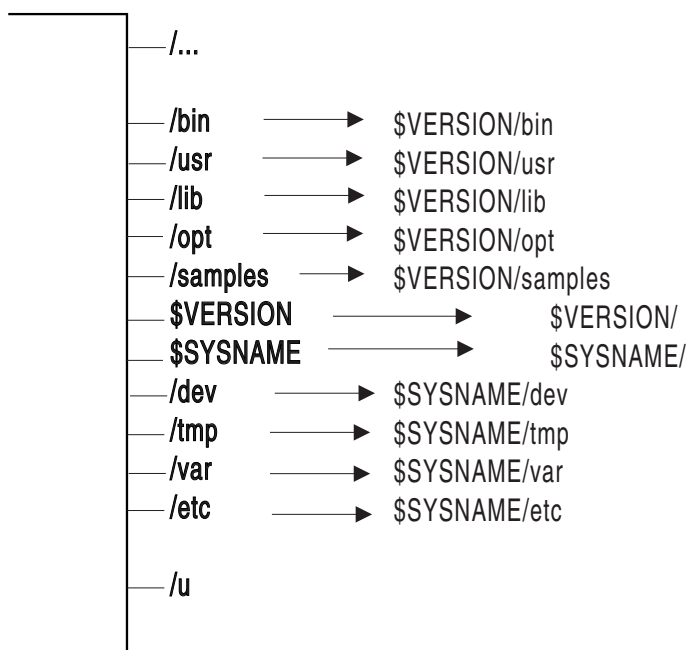 /...
/bin $VERSION/bin
/usr $VERSION/usr
/lib $VERSION/lib
/opt $VERSION/opt
/samples $VERSION/samples
$VERSION $VERSION/
$SYSNAME $SYSNAME/
/dev $SYSNAME/dev
/tmp $SYSNAME/tmp
/var $SYSNAME/var
/etc $SYSNAME/etc
/u